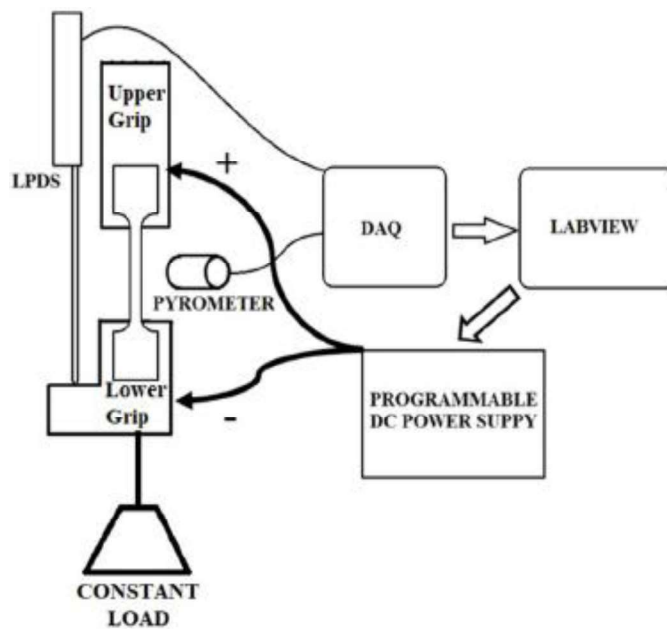 Upper
Grip
+
LPDS
DAQ
LABVIEW
PYROMETER
Lower
Grip
-
PROGRAMMABLE
DC POWER SUPPY
CONSTANT
LOAD